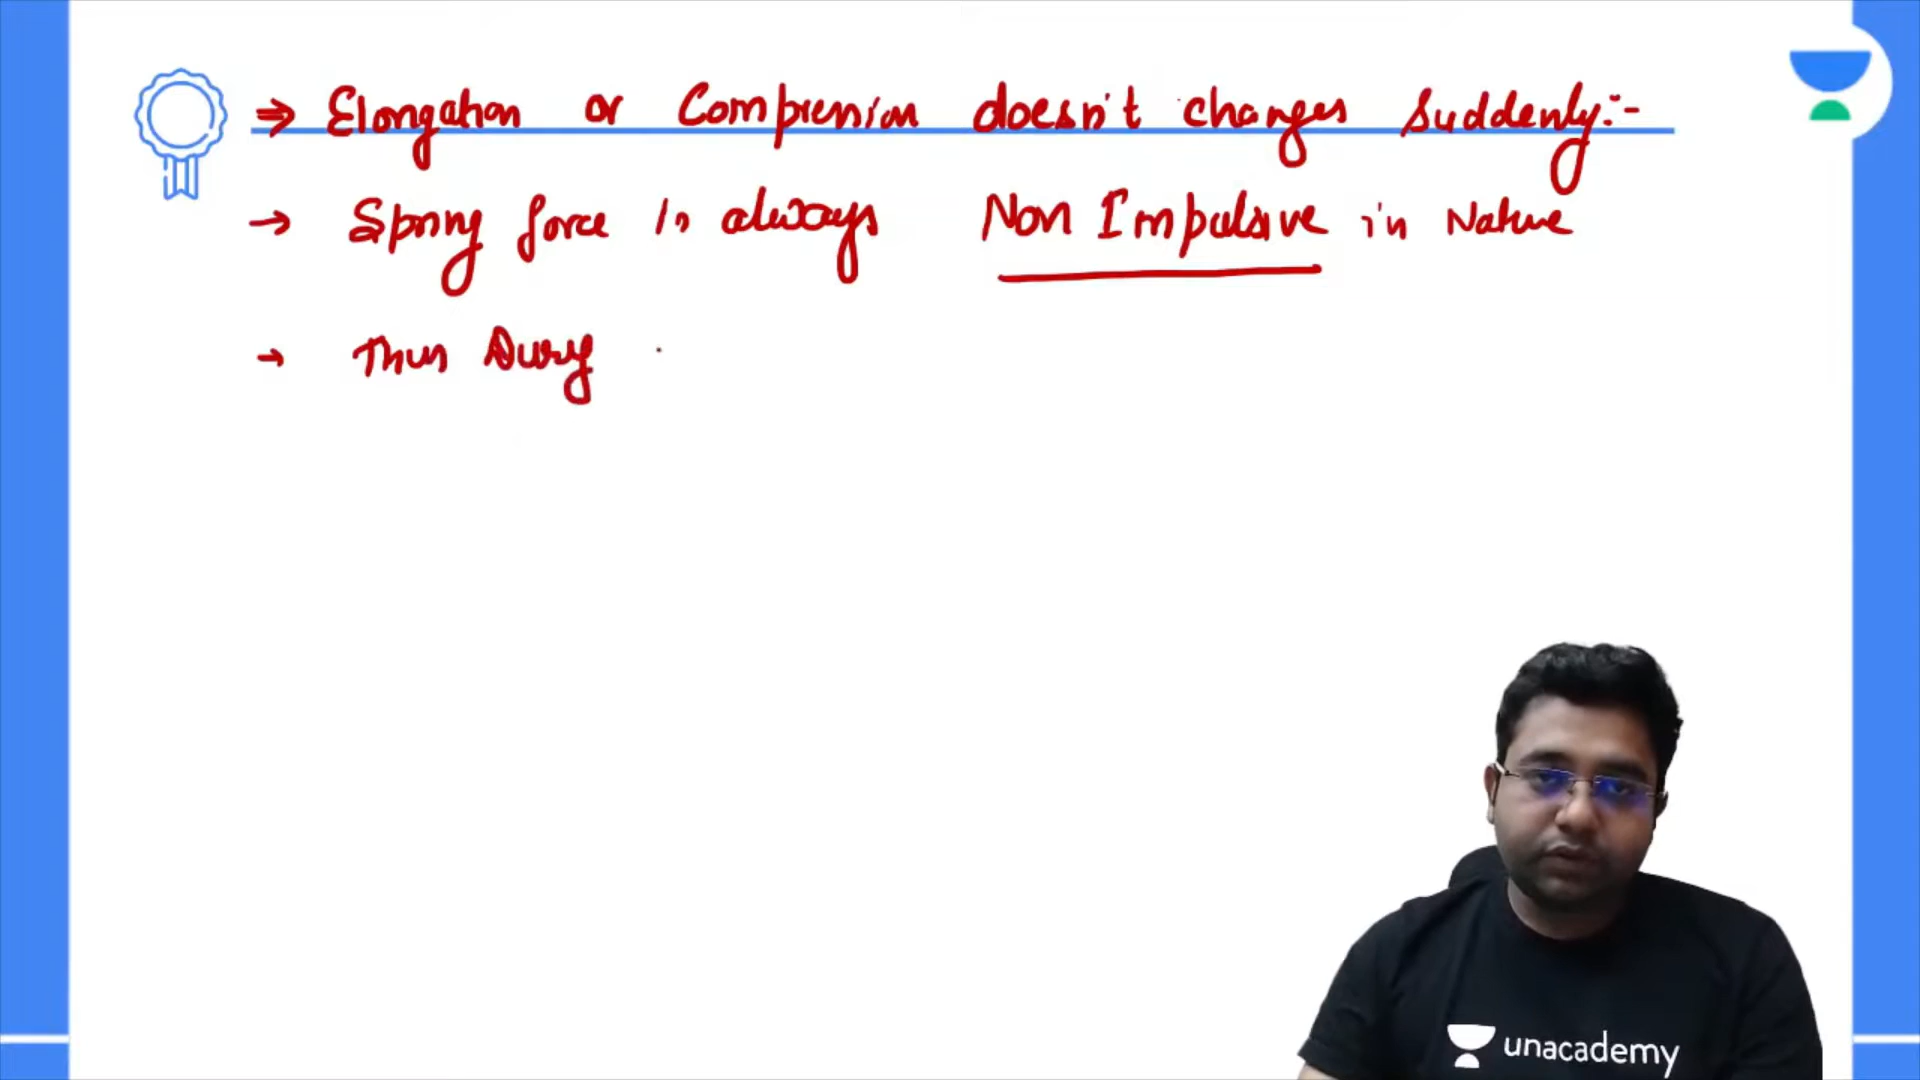 ⇒ Elongation or Compression doesn't changes Suddenly:-
→ Spring force is always Non Impulsive in Nature
→ Thus During
unacademy